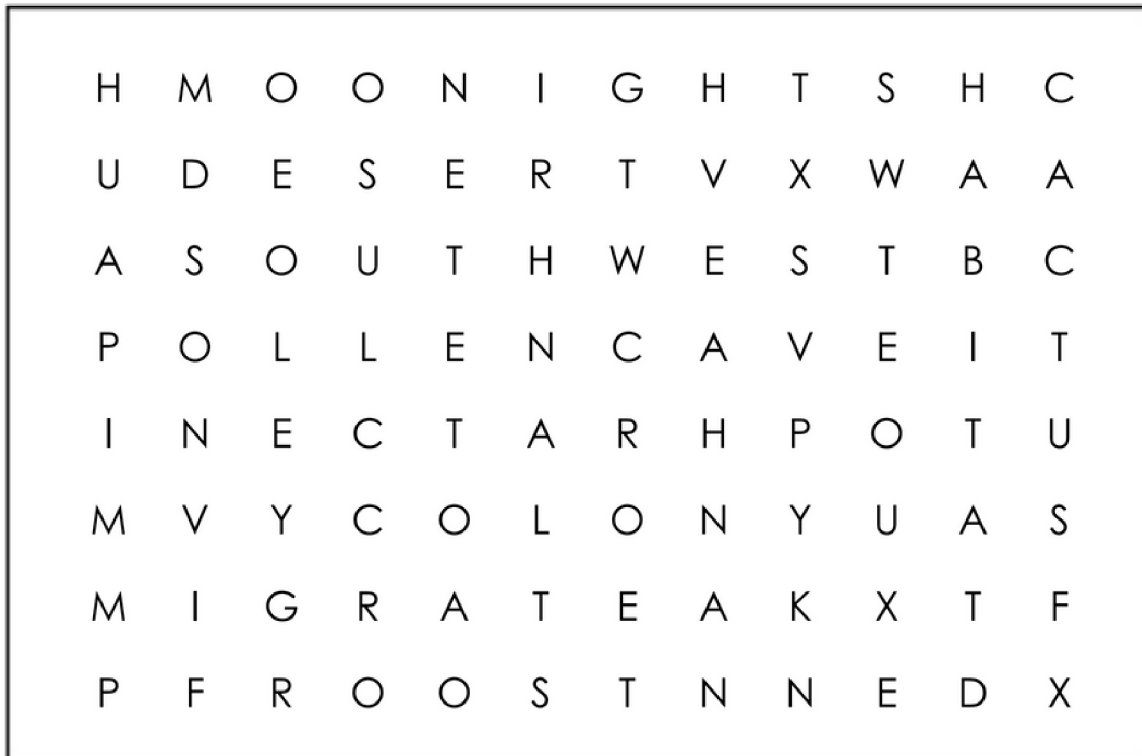 H M O O N I G H T S H C
U D E S E R T V X W A A
A S O U T H W E S T B C
P O L L E N C A V E I T
I N E C T A R H P O T U
M V Y C O L O N Y U A S
M I G R A T E A K X T F
P F R O O S T N N E D X